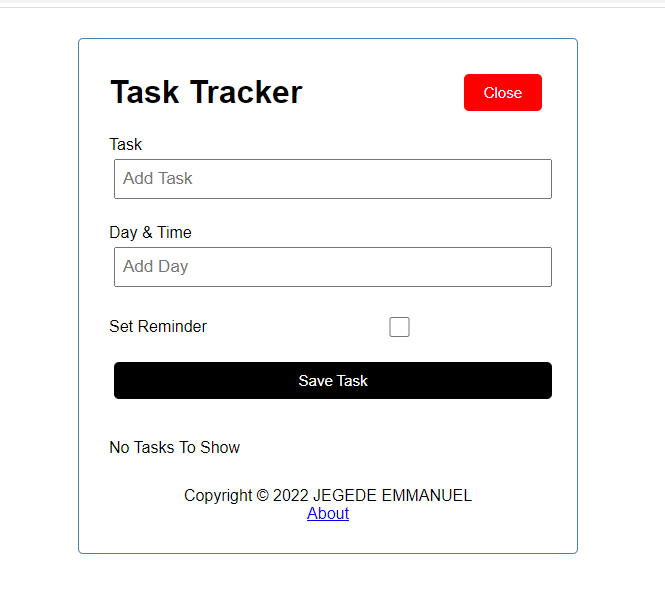 Task Tracker
Close
Task
Add Task
Day & Time
Add Day
Set Reminder
Save Task
No Tasks To Show
Copyright © 2022 JEGEDE EMMANUEL
About